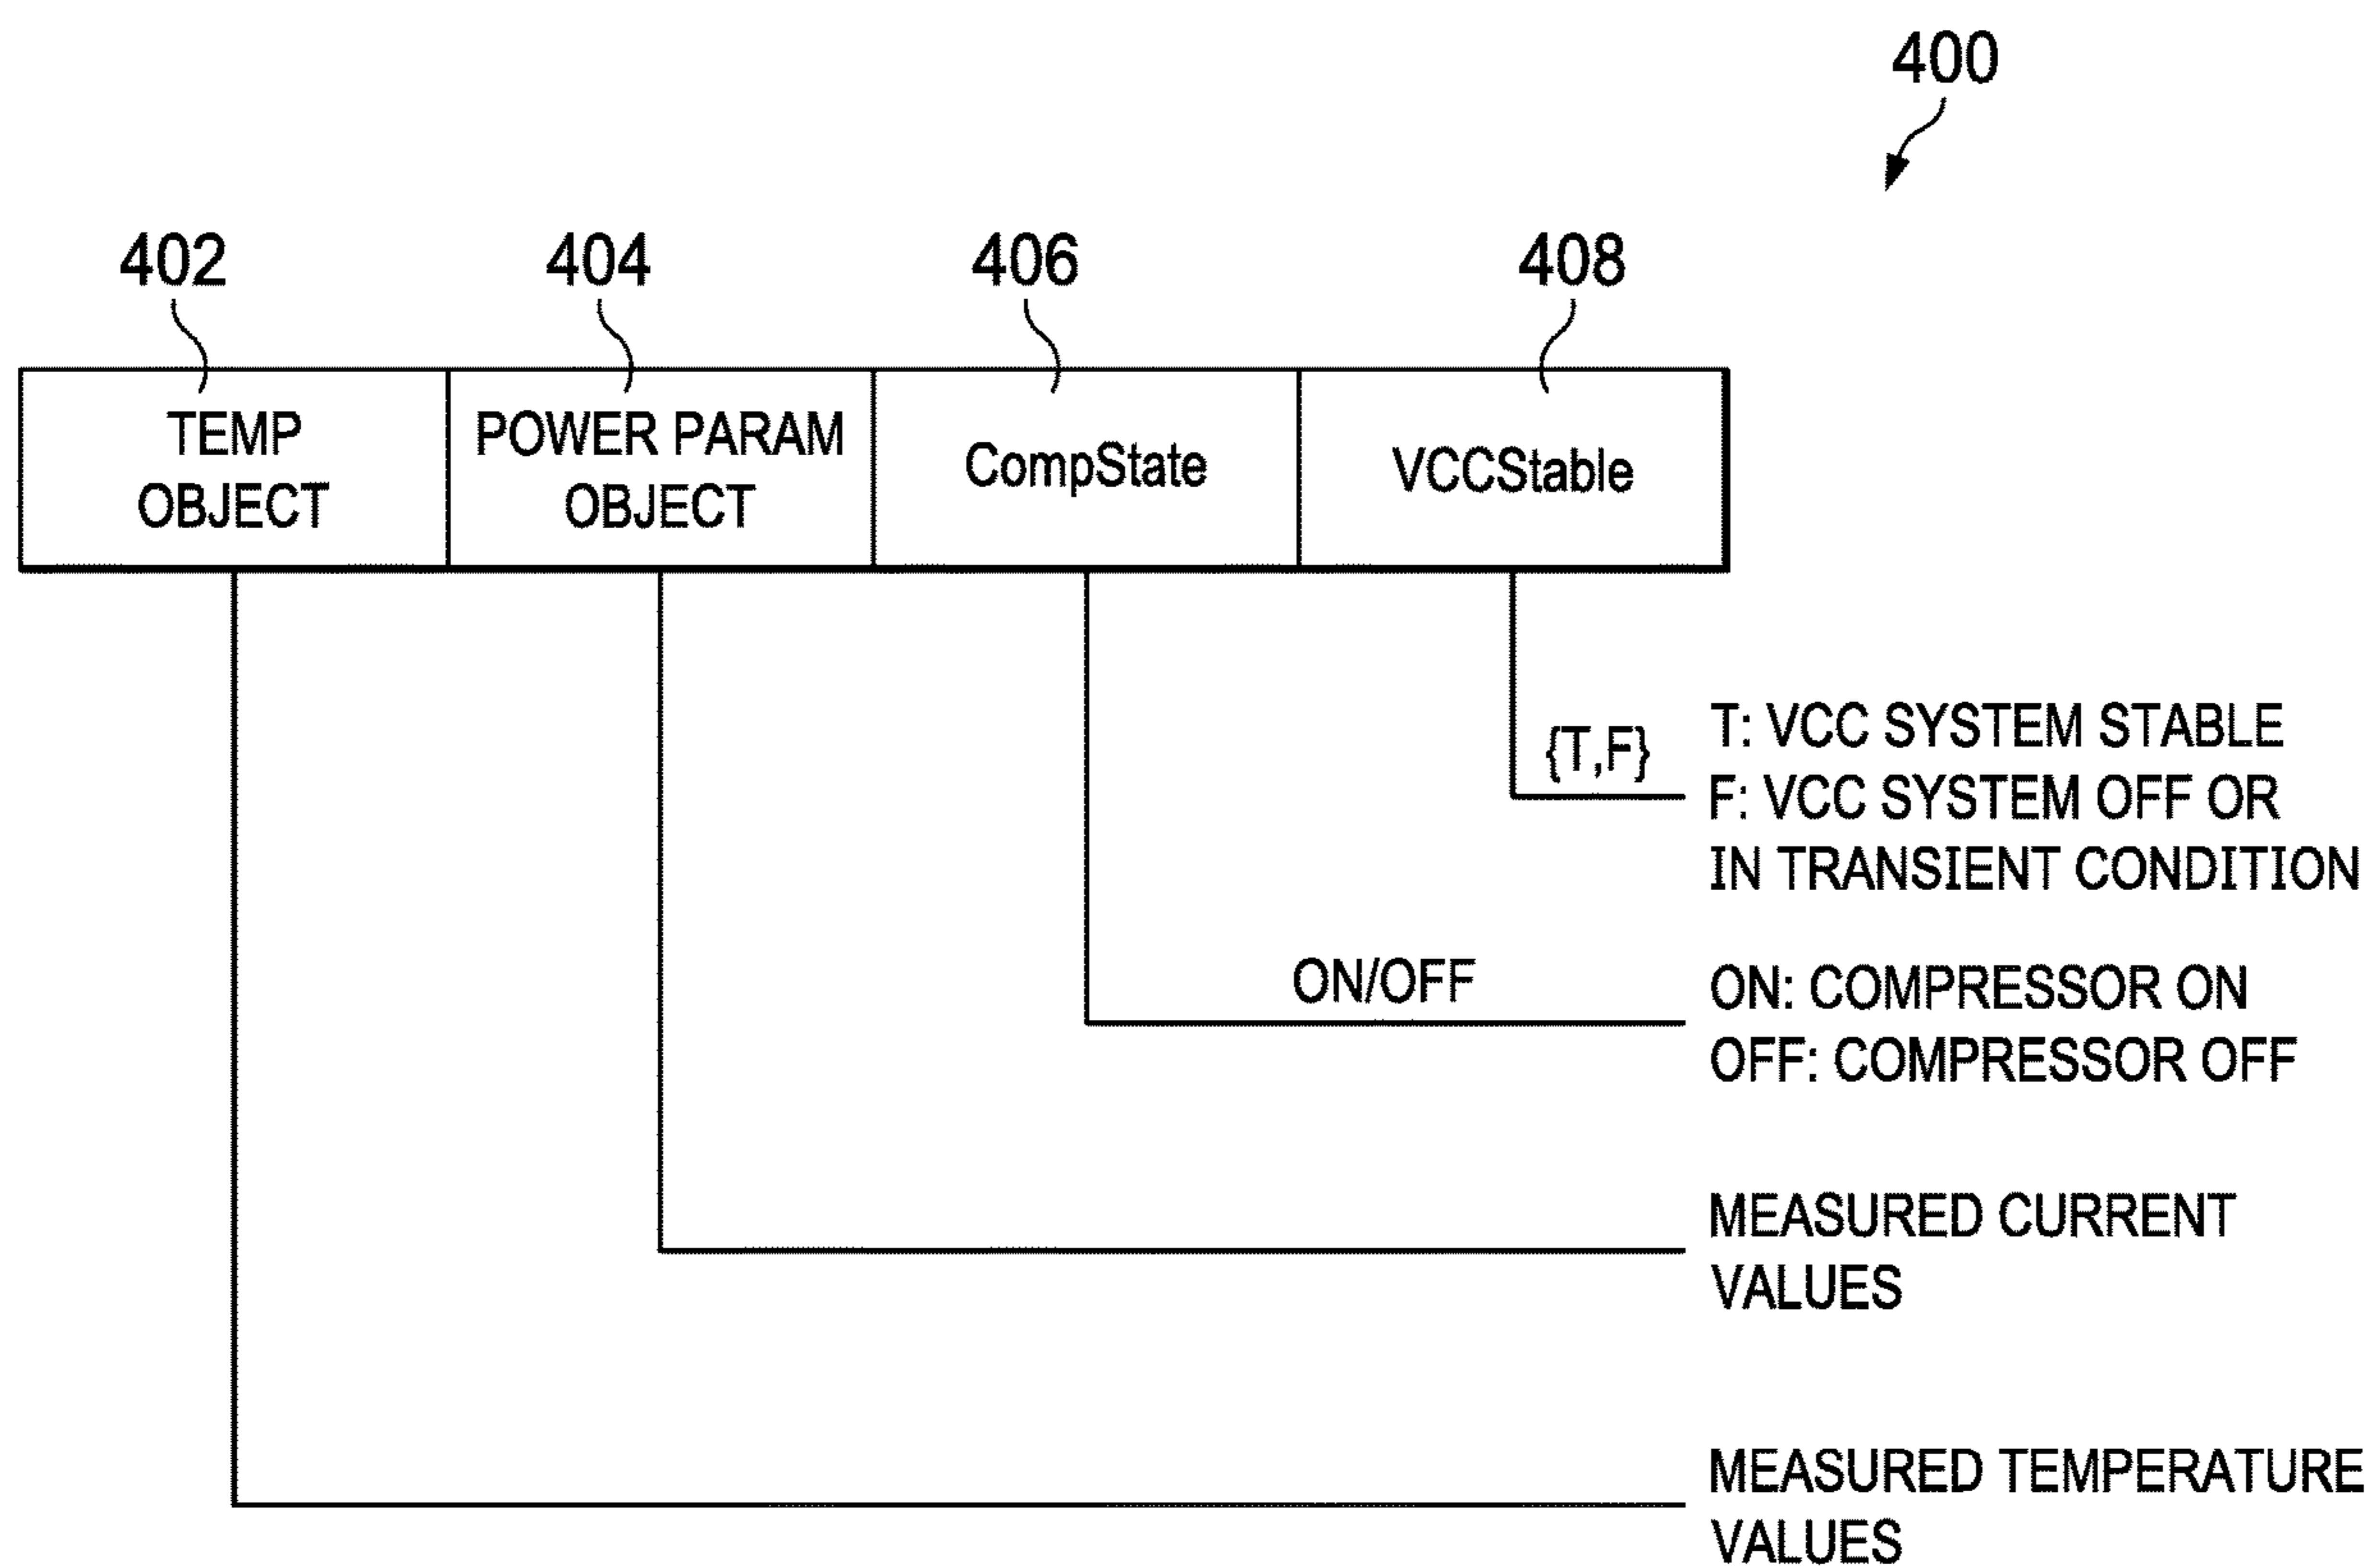 400
402
404
406
408
TEMP
OBJECT
POWER PARAM
OBJECT
CompState
VCCStable
{T,F}
T: VCC SYSTEM STABLE
F: VCC SYSTEM OFF OR
IN TRANSIENT CONDITION
ON/OFF
ON: COMPRESSOR ON
OFF: COMPRESSOR OFF
MEASURED CURRENT
VALUES
MEASURED TEMPERATURE
VALUES